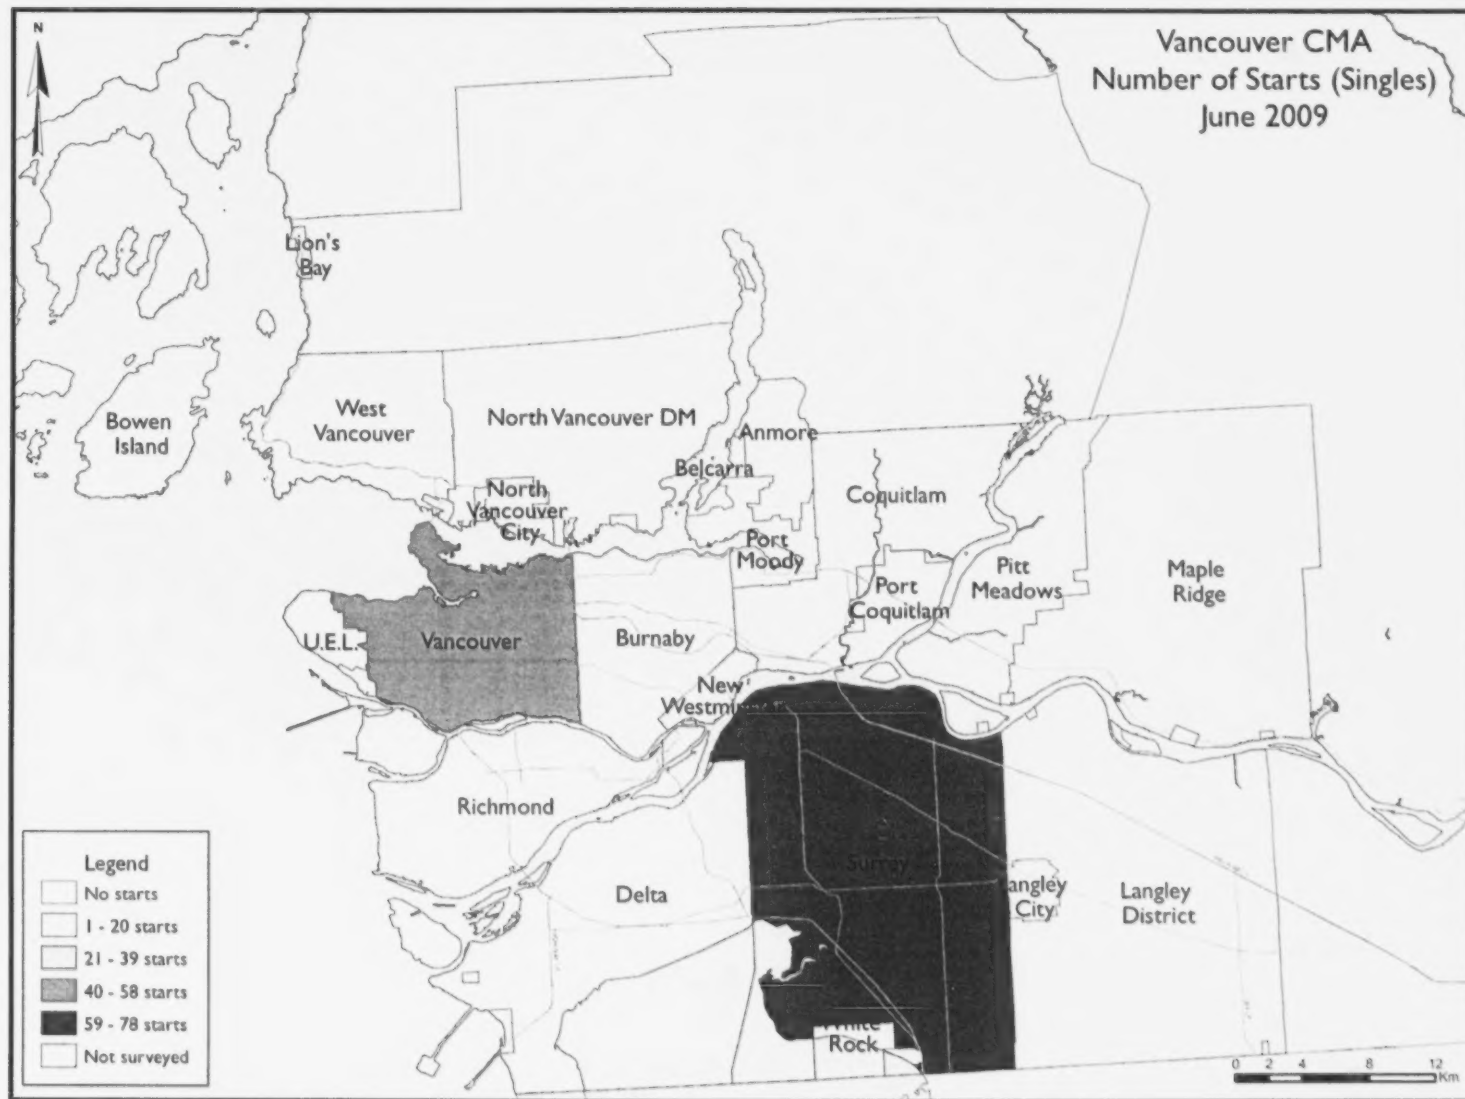 N
Vancouver CMA
Number of Starts (Singles)
June 2009
Lion's
Bay
Bowen
Island
West
Vancouver
North Vancouver DM
Anmore
Belcarra
North
Vancouver
City
Coquitlam
Port
Moody
Port
Coquitlam
Pitt
Meadows
Maple
Ridge
U.E.L.
Vancouver
Burnaby
New
Westminster
Richmond
Surrey
Delta
Langley
City
Langley
District
White
Rock
Legend
No starts
1 - 20 starts
21 - 39 starts
40 - 58 starts
59 - 78 starts
Not surveyed
0 2 4 8 12
Km